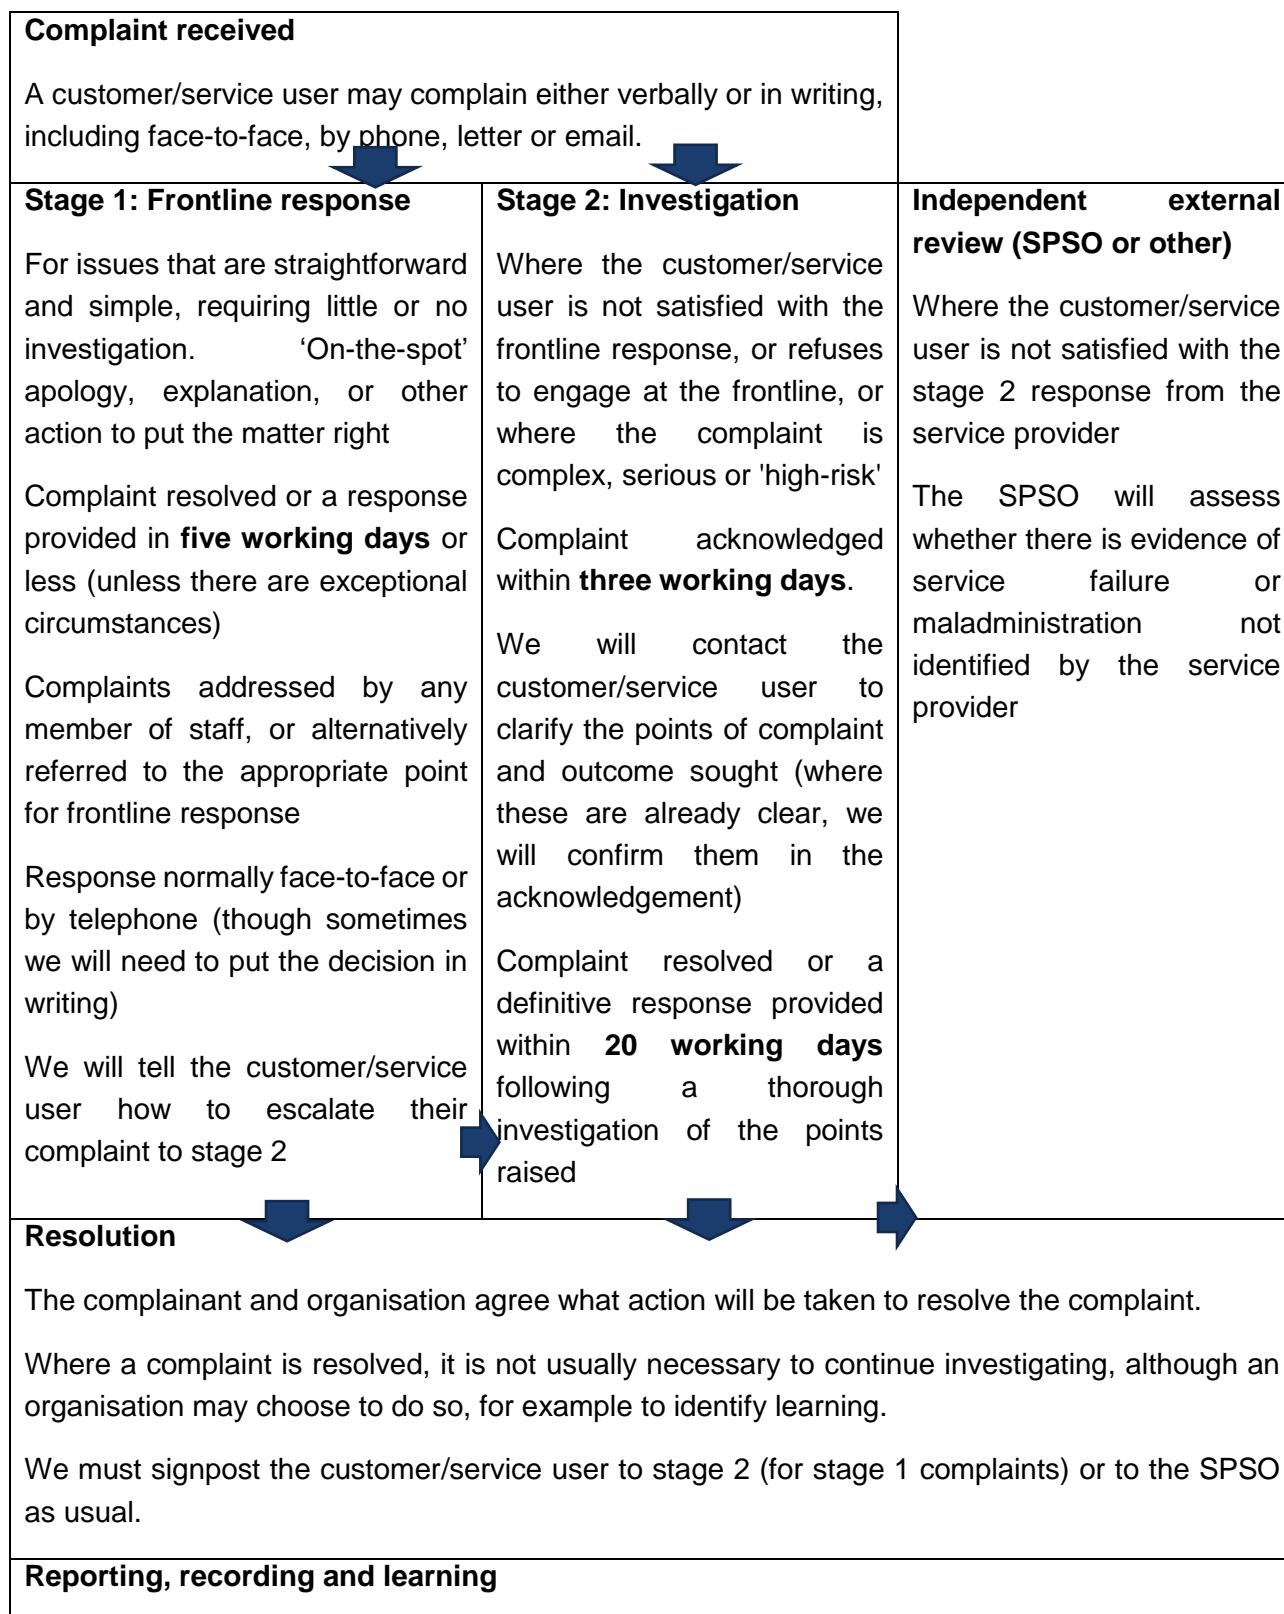 Complaint received
A customer/service user may complain either verbally or in writing,
including face-to-face, by phone, letter or email.
Stage 1: Frontline response
For issues that are straightforward
and simple, requiring little or no
investigation. ‘On-the-spot’
apology, explanation, or other
action to put the matter right
Complaint resolved or a response
provided in five working days or
less (unless there are exceptional
circumstances)
Complaints addressed by any
member of staff, or alternatively
referred to the appropriate point
for frontline response
Response normally face-to-face or
by telephone (though sometimes
we will need to put the decision in
writing)
We will tell the customer/service
user how to escalate their
complaint to stage 2
Stage 2: Investigation
Where the customer/service
user is not satisfied with the
frontline response, or refuses
to engage at the frontline, or
where the complaint is
complex, serious or 'high-risk'
Complaint acknowledged
within three working days.
We will contact the
customer/service user to
clarify the points of complaint
and outcome sought (where
these are already clear, we
will confirm them in the
acknowledgement)
Complaint resolved or a
definitive response provided
within 20 working days
following a thorough
investigation of the points
raised
Independent external
review (SPSO or other)
Where the customer/service
user is not satisfied with the
stage 2 response from the
service provider
The SPSO will assess
whether there is evidence of
service failure or
maladministration not
identified by the service
provider
Resolution
The complainant and organisation agree what action will be taken to resolve the complaint.
Where a complaint is resolved, it is not usually necessary to continue investigating, although an
organisation may choose to do so, for example to identify learning.
We must signpost the customer/service user to stage 2 (for stage 1 complaints) or to the SPSO
as usual.
Reporting, recording and learning